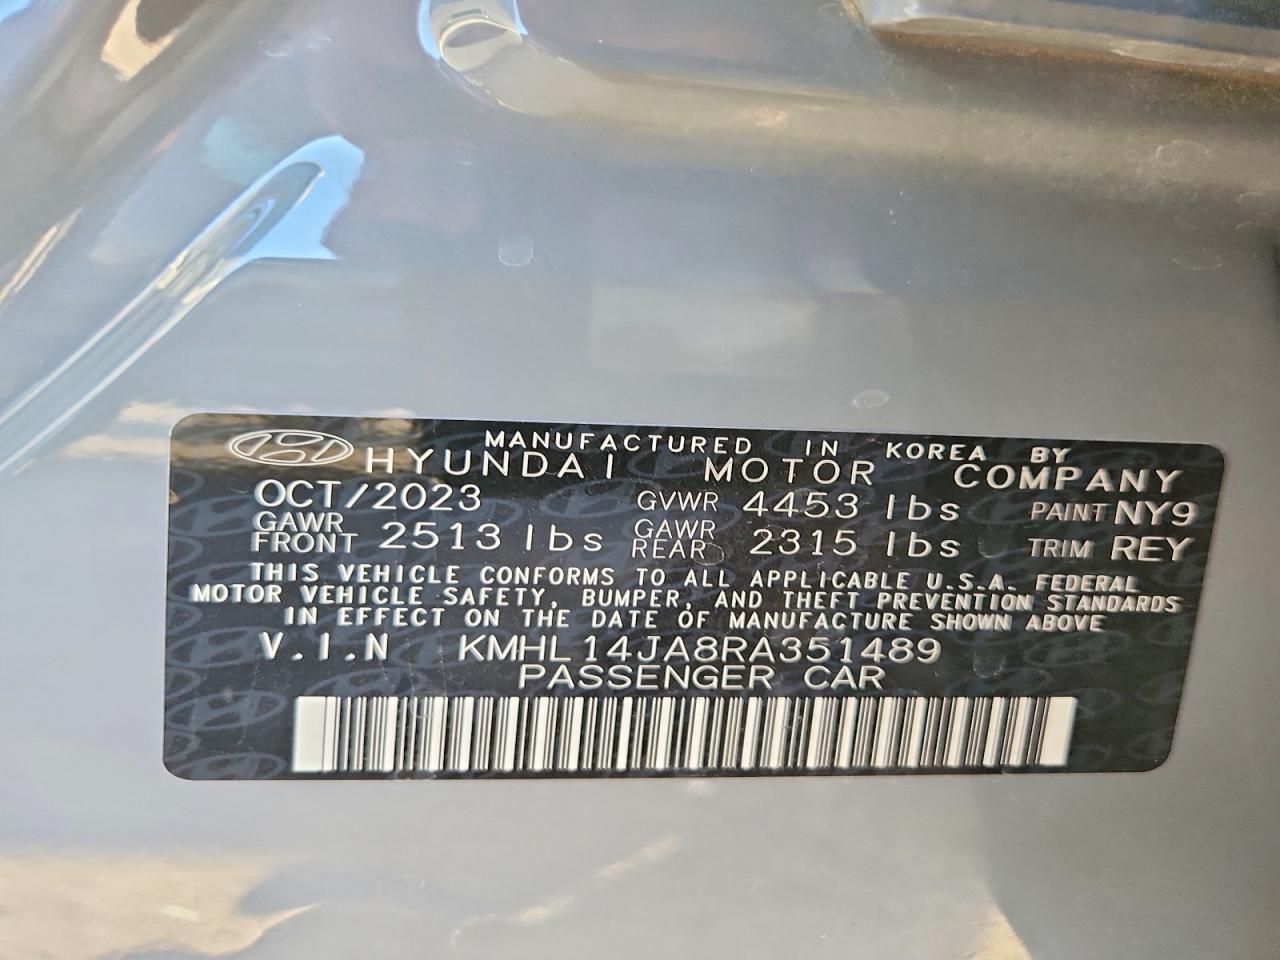 MANUFACTURED IN KOREA BY
HYUNDAI MOTOR COMPANY
OCT/2023 GVWR 4453 lbs PAINT NY9
GAWR FRONT 2513 lbs GAWR REAR 2315 lbs TRIM REY
THIS VEHICLE CONFORMS TO ALL APPLICABLE U.S.A. FEDERAL
MOTOR VEHICLE SAFETY, BUMPER, AND THEFT PREVENTION STANDARDS
IN EFFECT ON THE DATE OF MANUFACTURE SHOWN ABOVE
V.I.N KMHL14JA8RA351489
PASSENGER CAR